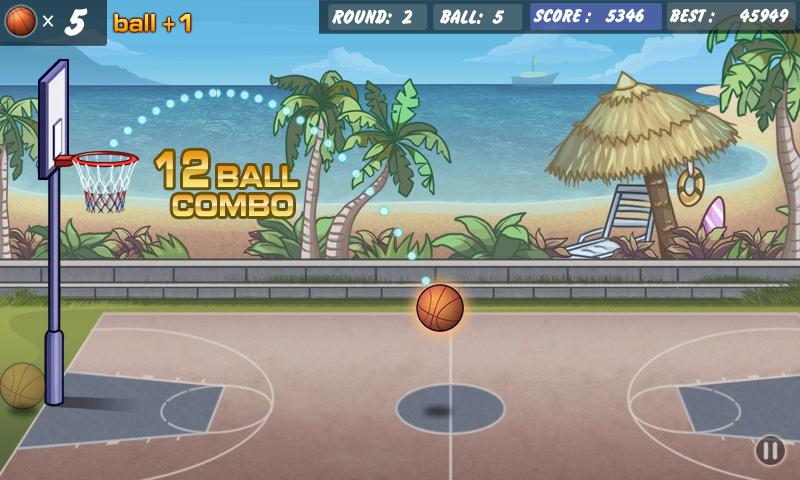 × 5 ball +1 ROUND: 2 BALL: 5 SCORE: 5346 BEST: 45949
12 BALL
COMBO